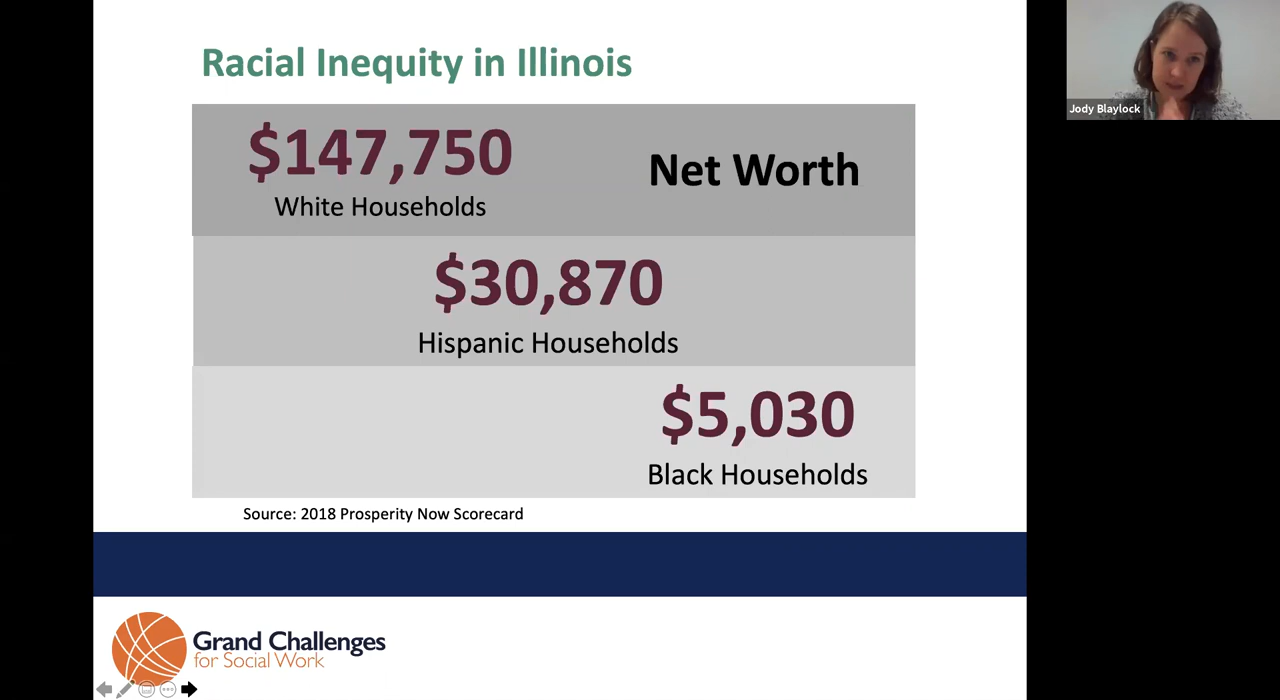 Racial Inequity in Illinois
$147,750
White Households
Net Worth
$30,870
Hispanic Households
$5,030
Black Households
Source: 2018 Prosperity Now Scorecard
Grand Challenges
for Social Work
Jody Blaylock